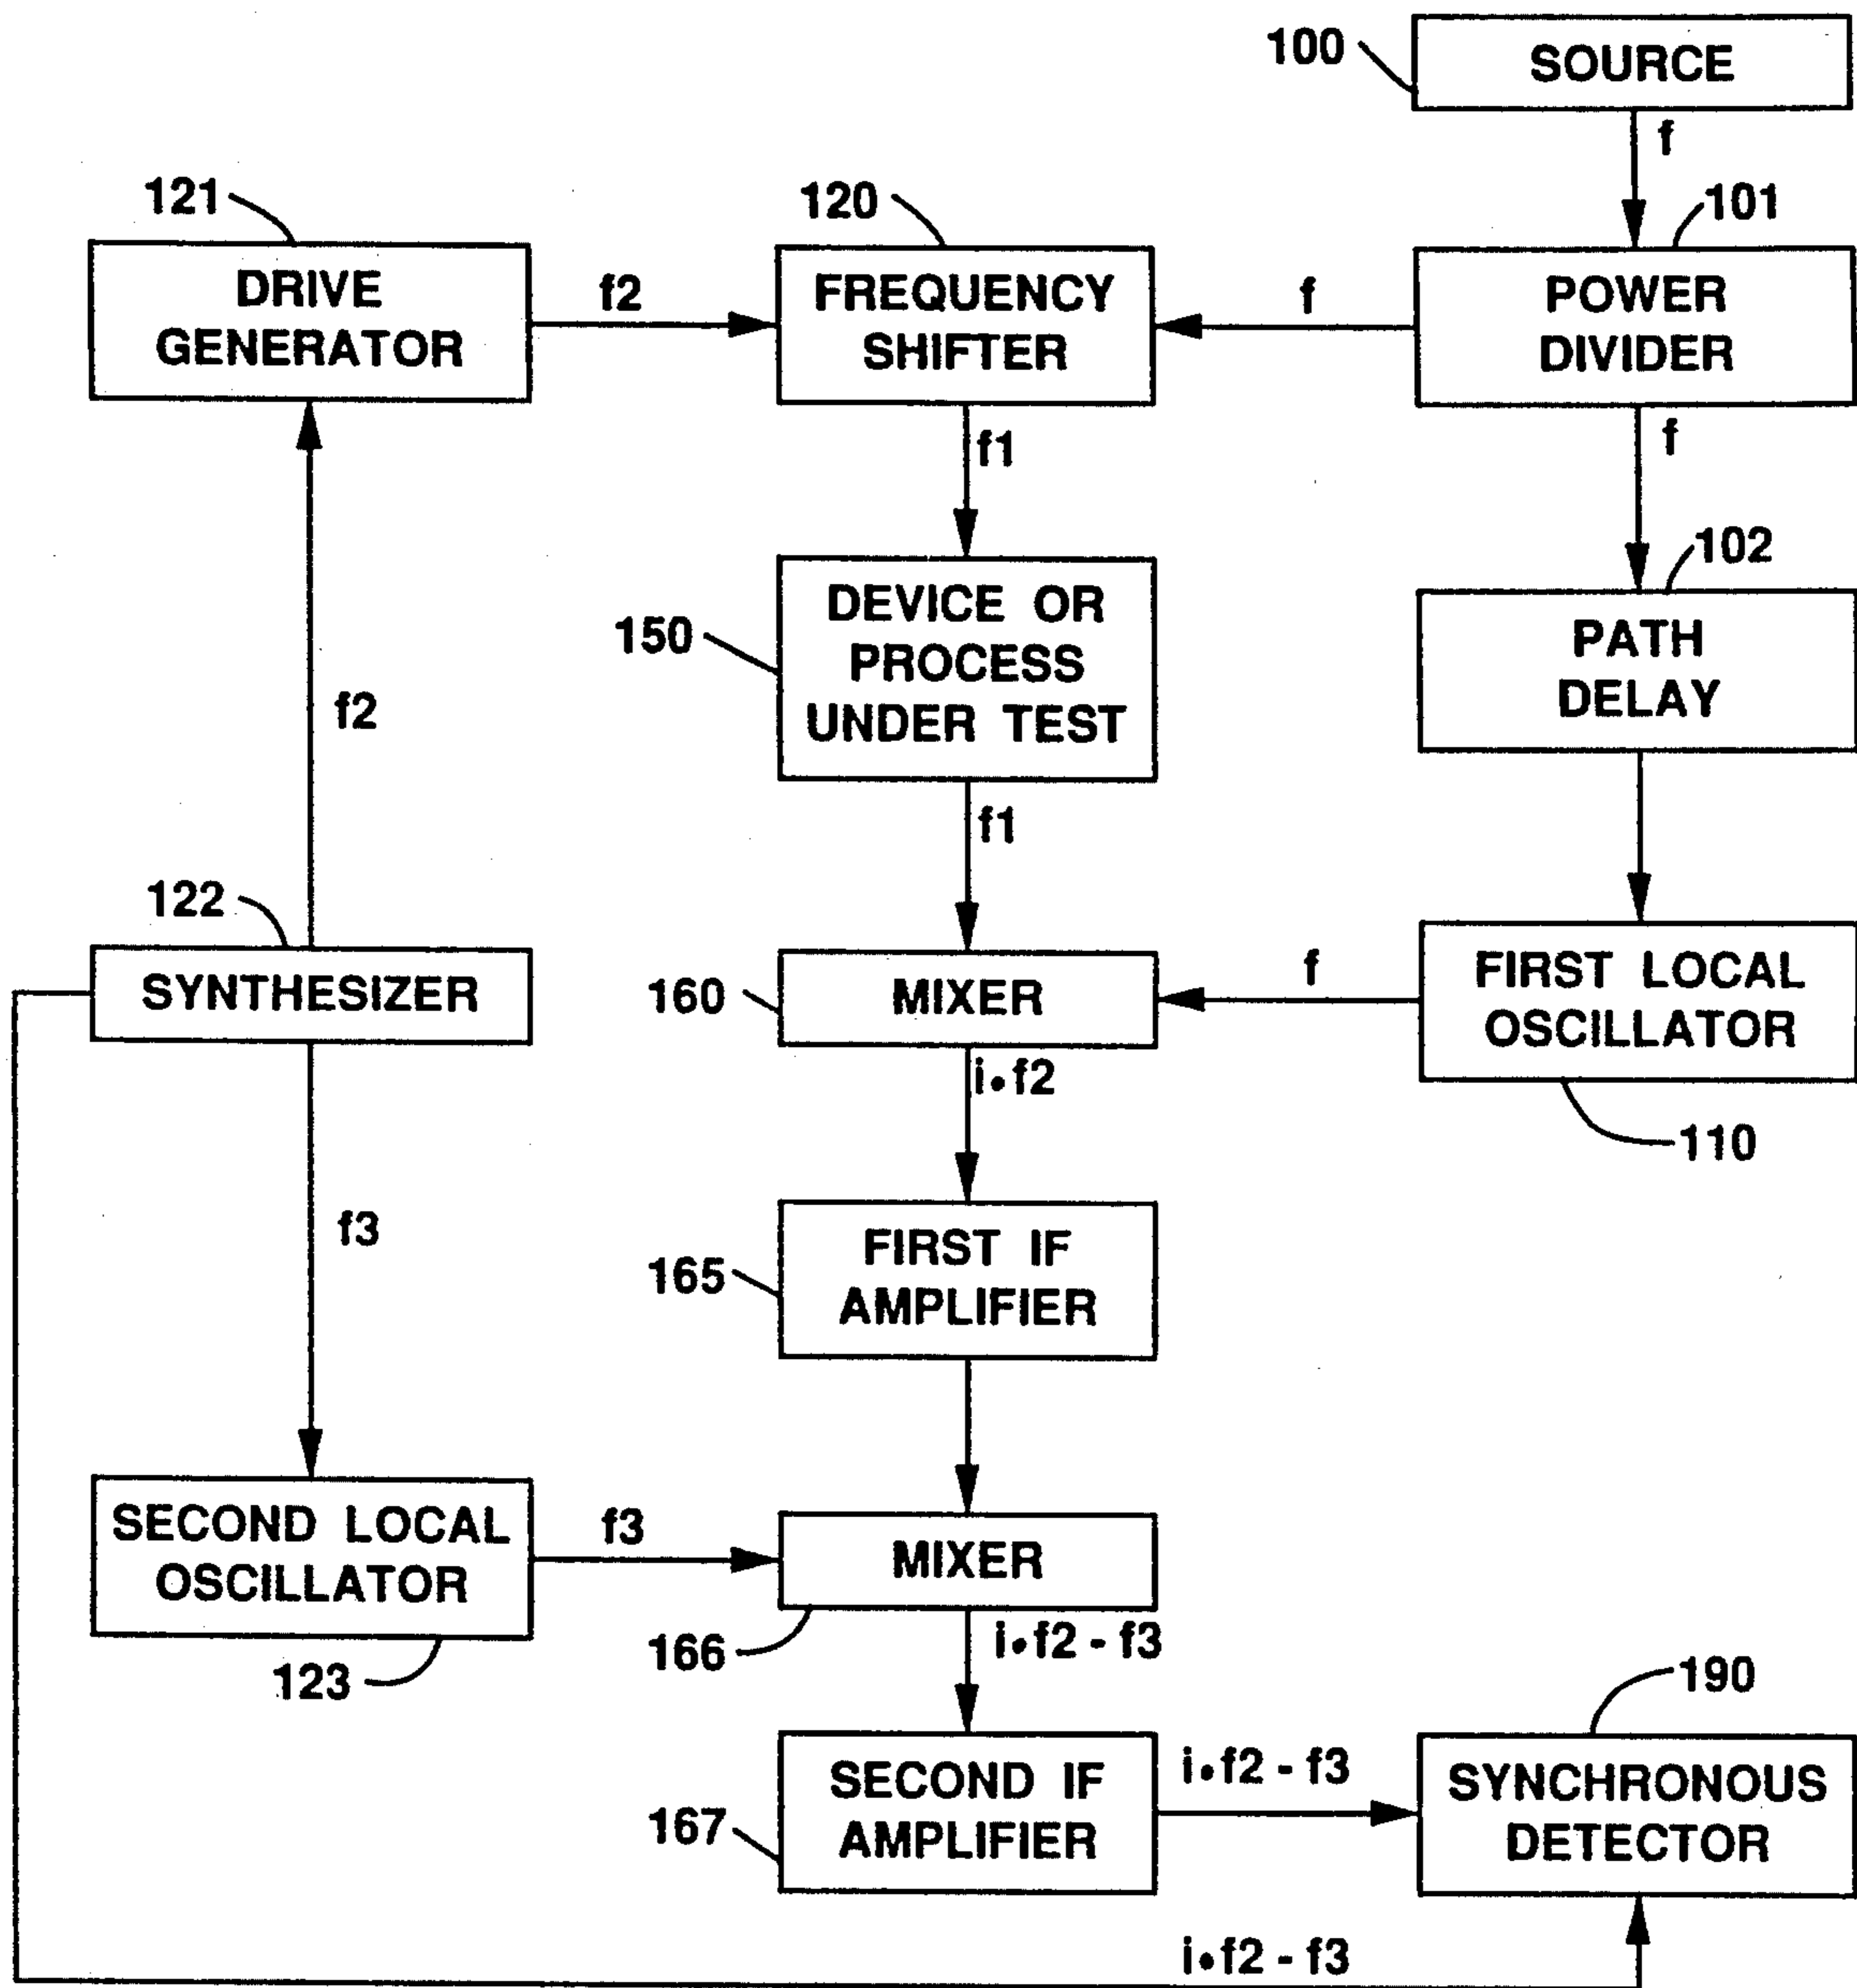 100
SOURCE
f
121
120
101
DRIVE
GENERATOR
f2
FREQUENCY
SHIFTER
f
POWER
DIVIDER
f1
f
102
150
DEVICE OR
PROCESS
UNDER TEST
PATH
DELAY
f2
f1
122
SYNTHESIZER
160
MIXER
f
FIRST LOCAL
OSCILLATOR
i•f2
110
f3
165
FIRST IF
AMPLIFIER
SECOND LOCAL
OSCILLATOR
f3
MIXER
123
166
i•f2 - f3
190
167
SECOND IF
AMPLIFIER
i•f2 - f3
SYNCHRONOUS
DETECTOR
i•f2 - f3